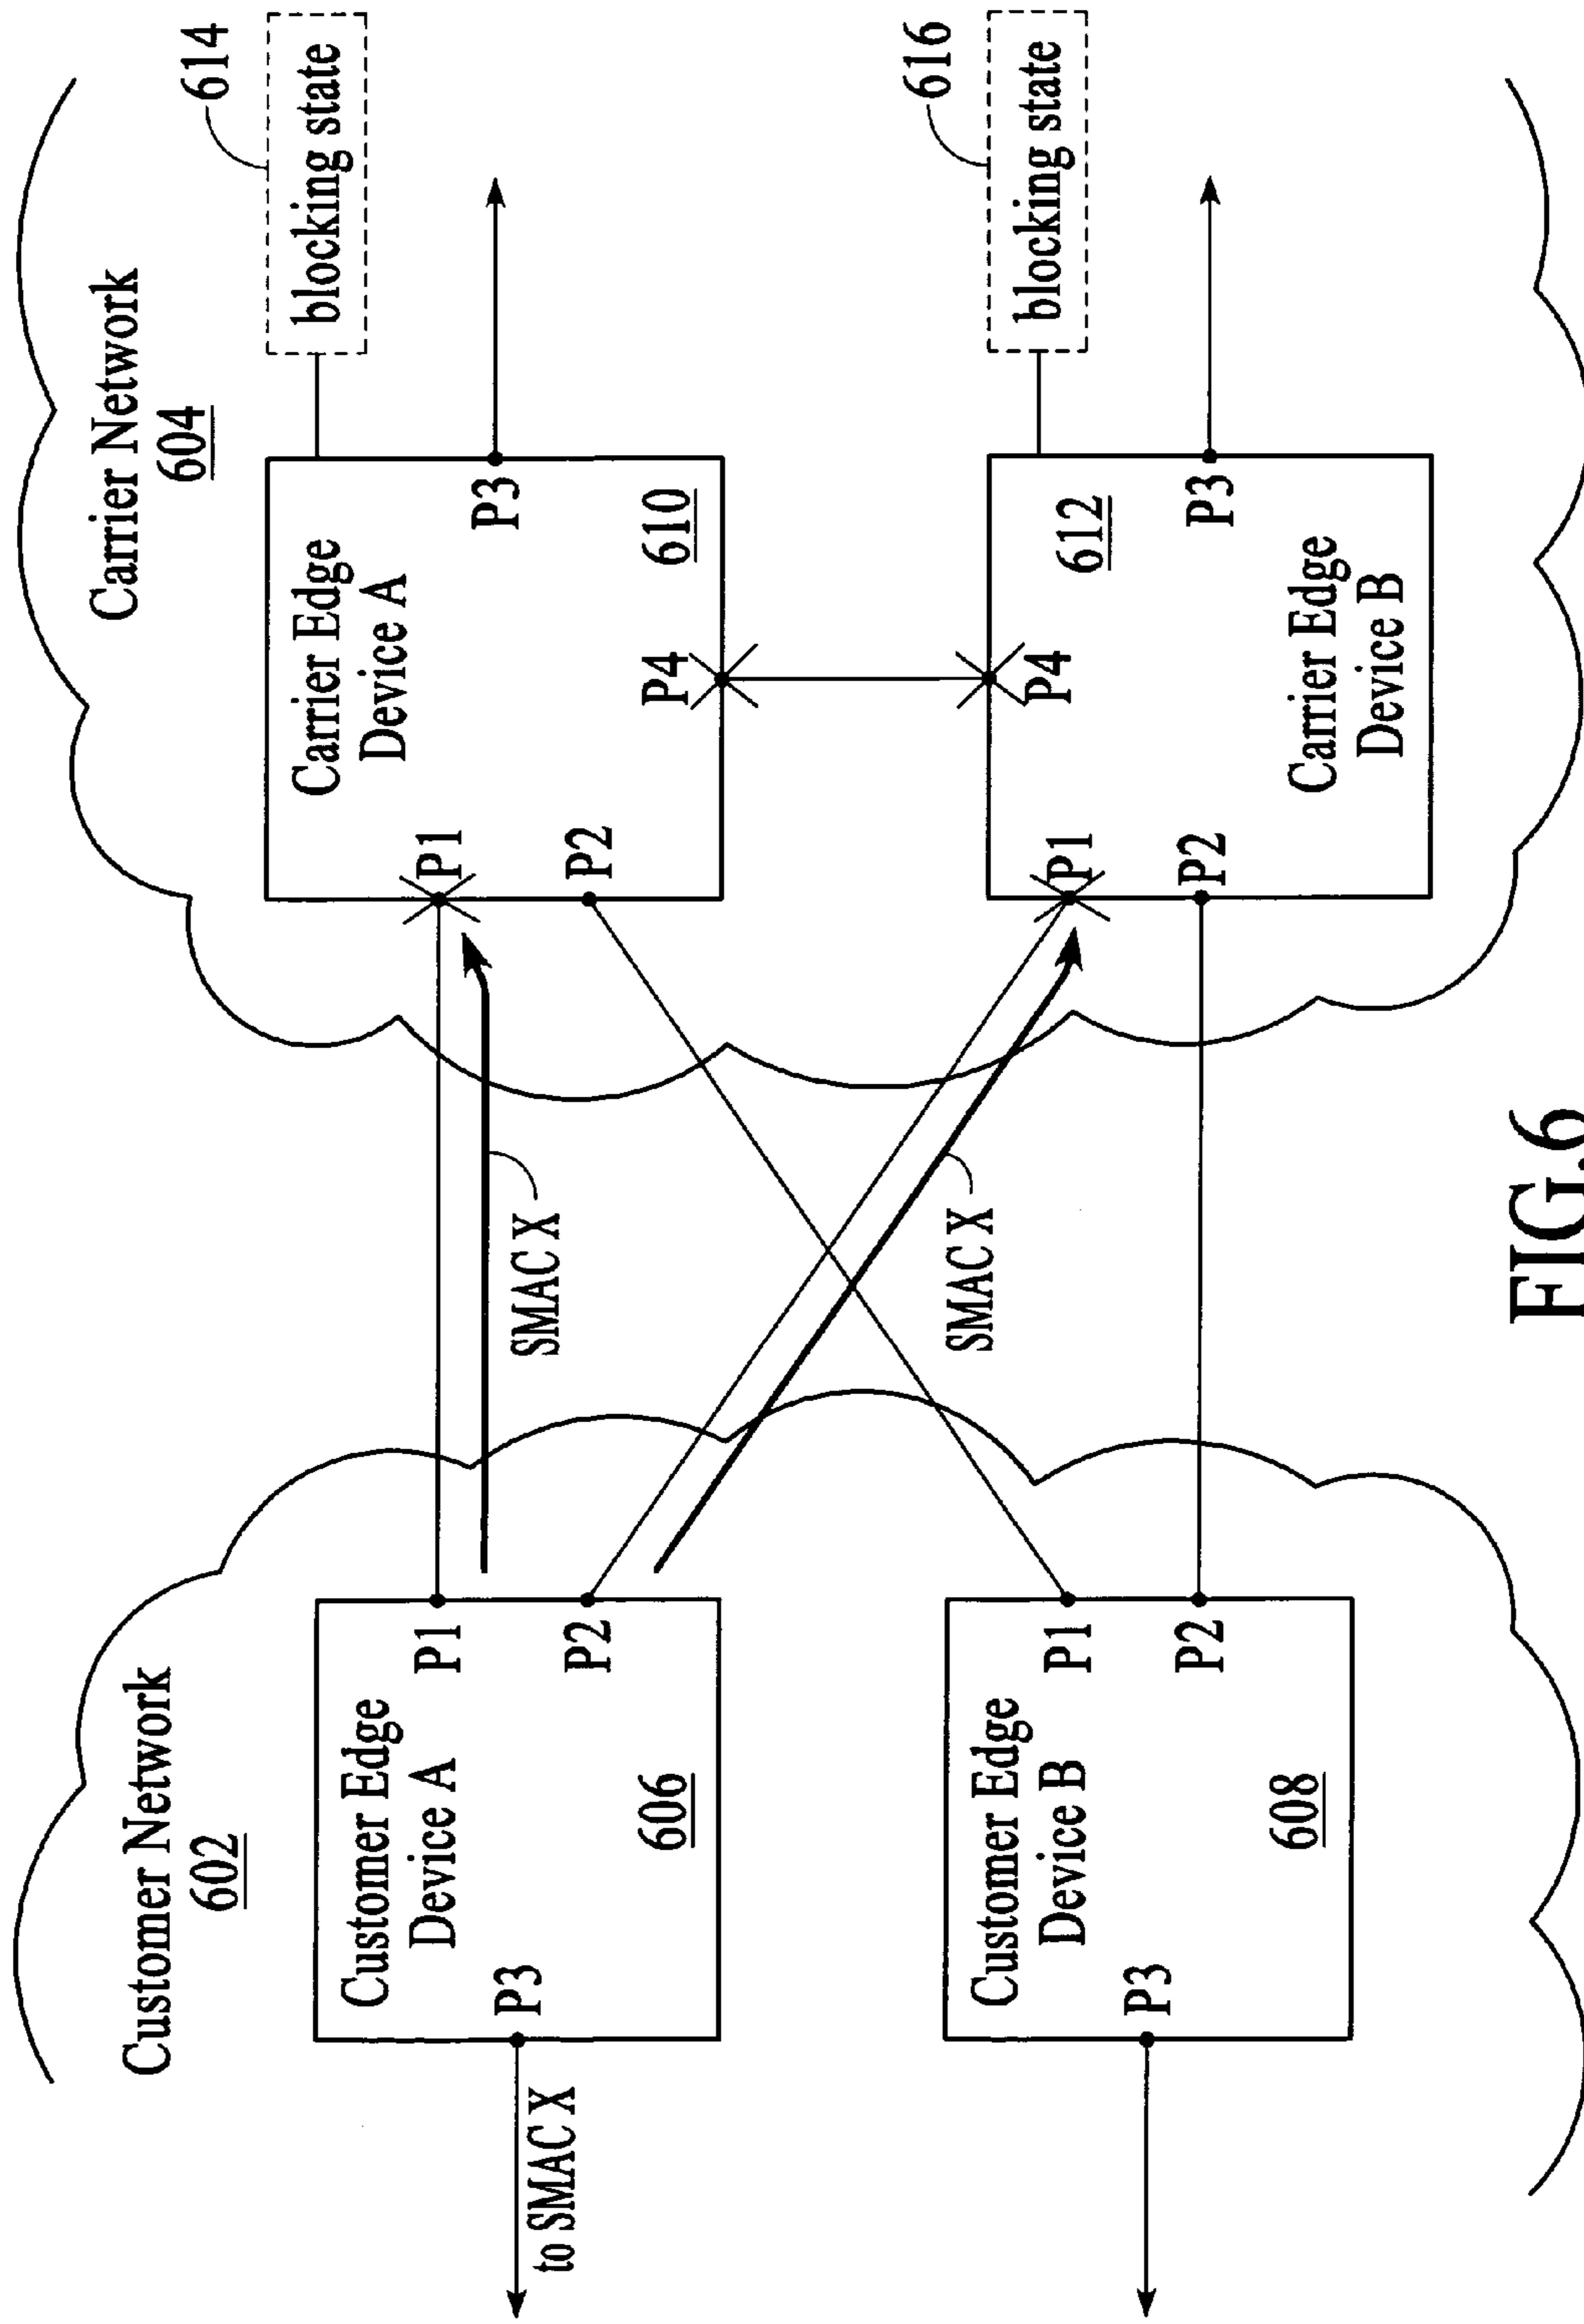 Customer Network
602
Customer Edge
Device A
P1
P2
P3
606
to SMAC X
Customer Edge
Device B
P1
P2
P3
608
SMAC X
SMAC X
Carrier Network
604
Carrier Edge
Device A
P1
P2
P3
P4
610
blocking state
614
P1
P2
P3
P4
612
Carrier Edge
Device B
blocking state
616
FIG.6